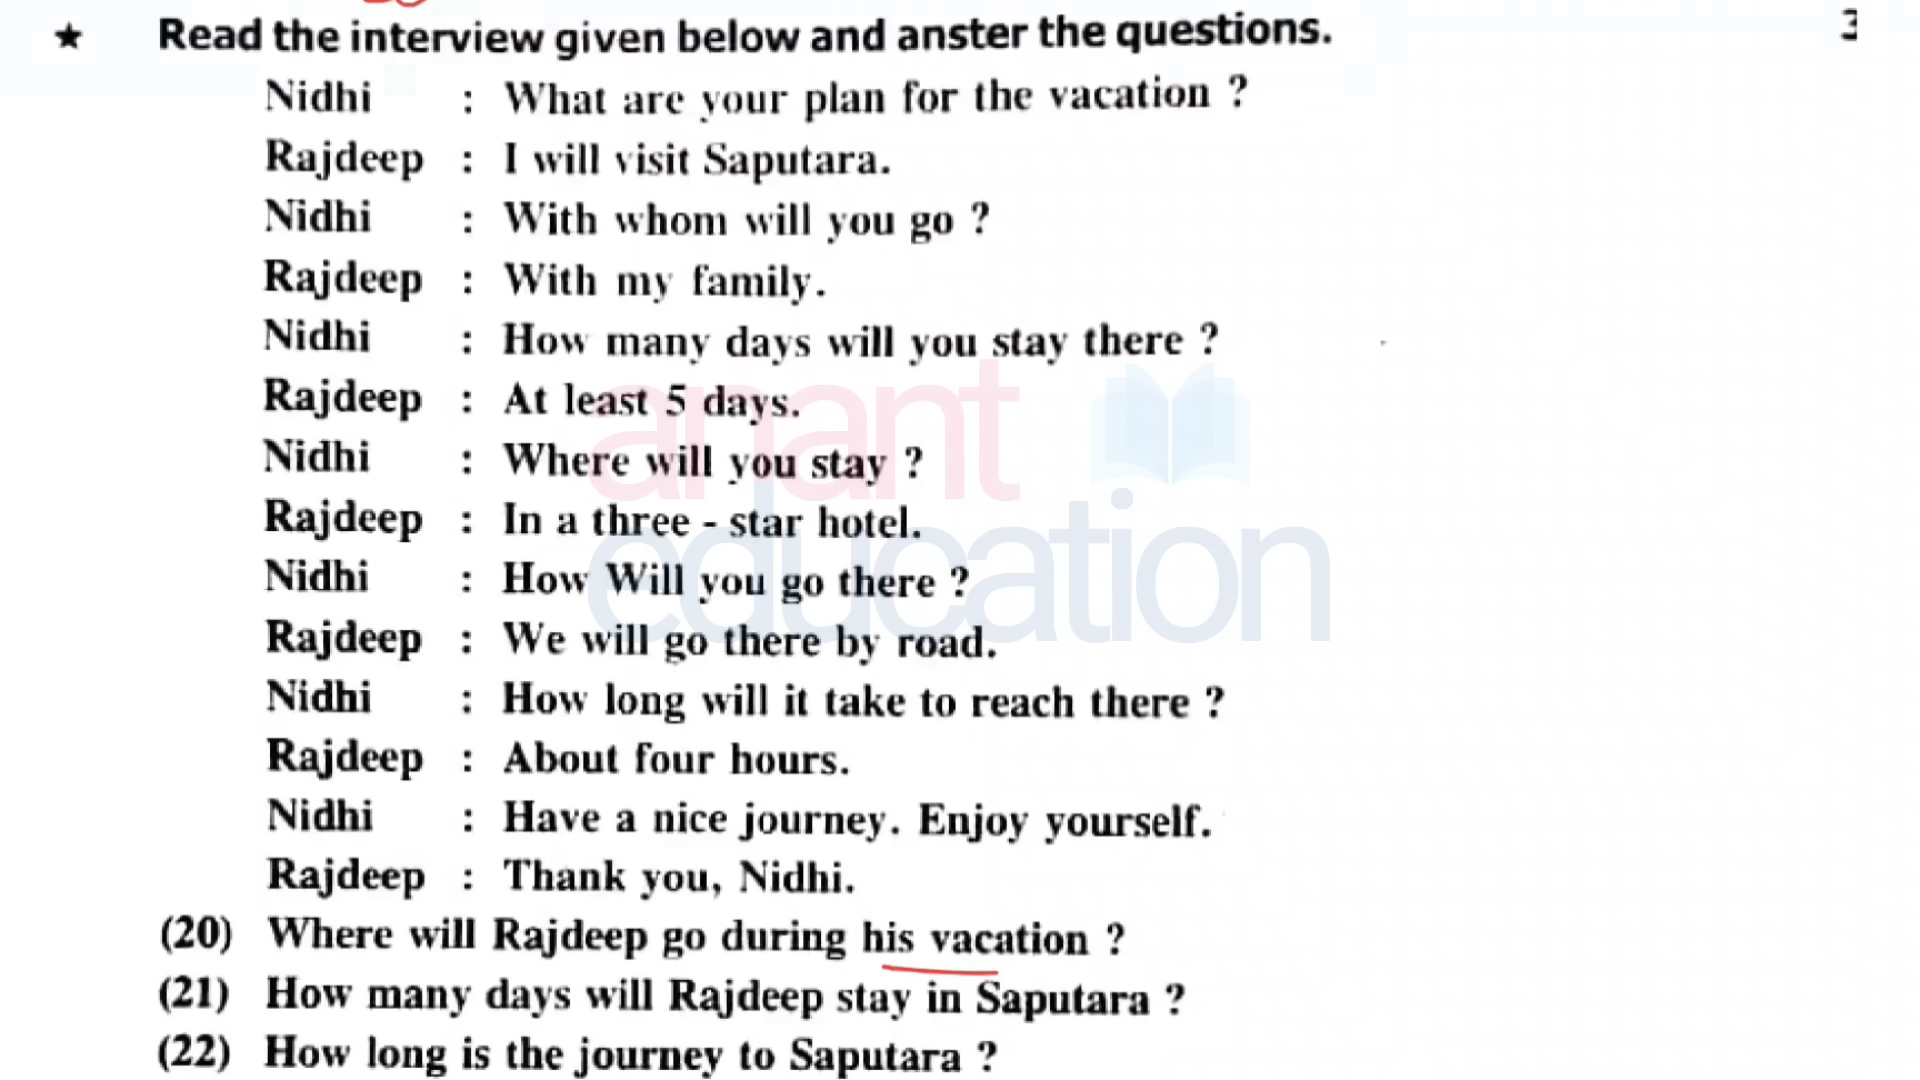 ★ Read the interview given below and anster the questions. 3
Nidhi : What are your plan for the vacation ?
Rajdeep : I will visit Saputara.
Nidhi : With whom will you go ?
Rajdeep : With my family.
Nidhi : How many days will you stay there ?
Rajdeep : At least 5 days.
Nidhi : Where will you stay ?
Rajdeep : In a three - star hotel.
Nidhi : How Will you go there ?
Rajdeep : We will go there by road.
Nidhi : How long will it take to reach there ?
Rajdeep : About four hours.
Nidhi : Have a nice journey. Enjoy yourself.
Rajdeep : Thank you, Nidhi.
(20) Where will Rajdeep go during his vacation ?
(21) How many days will Rajdeep stay in Saputara ?
(22) How long is the journey to Saputara ?
anant
education